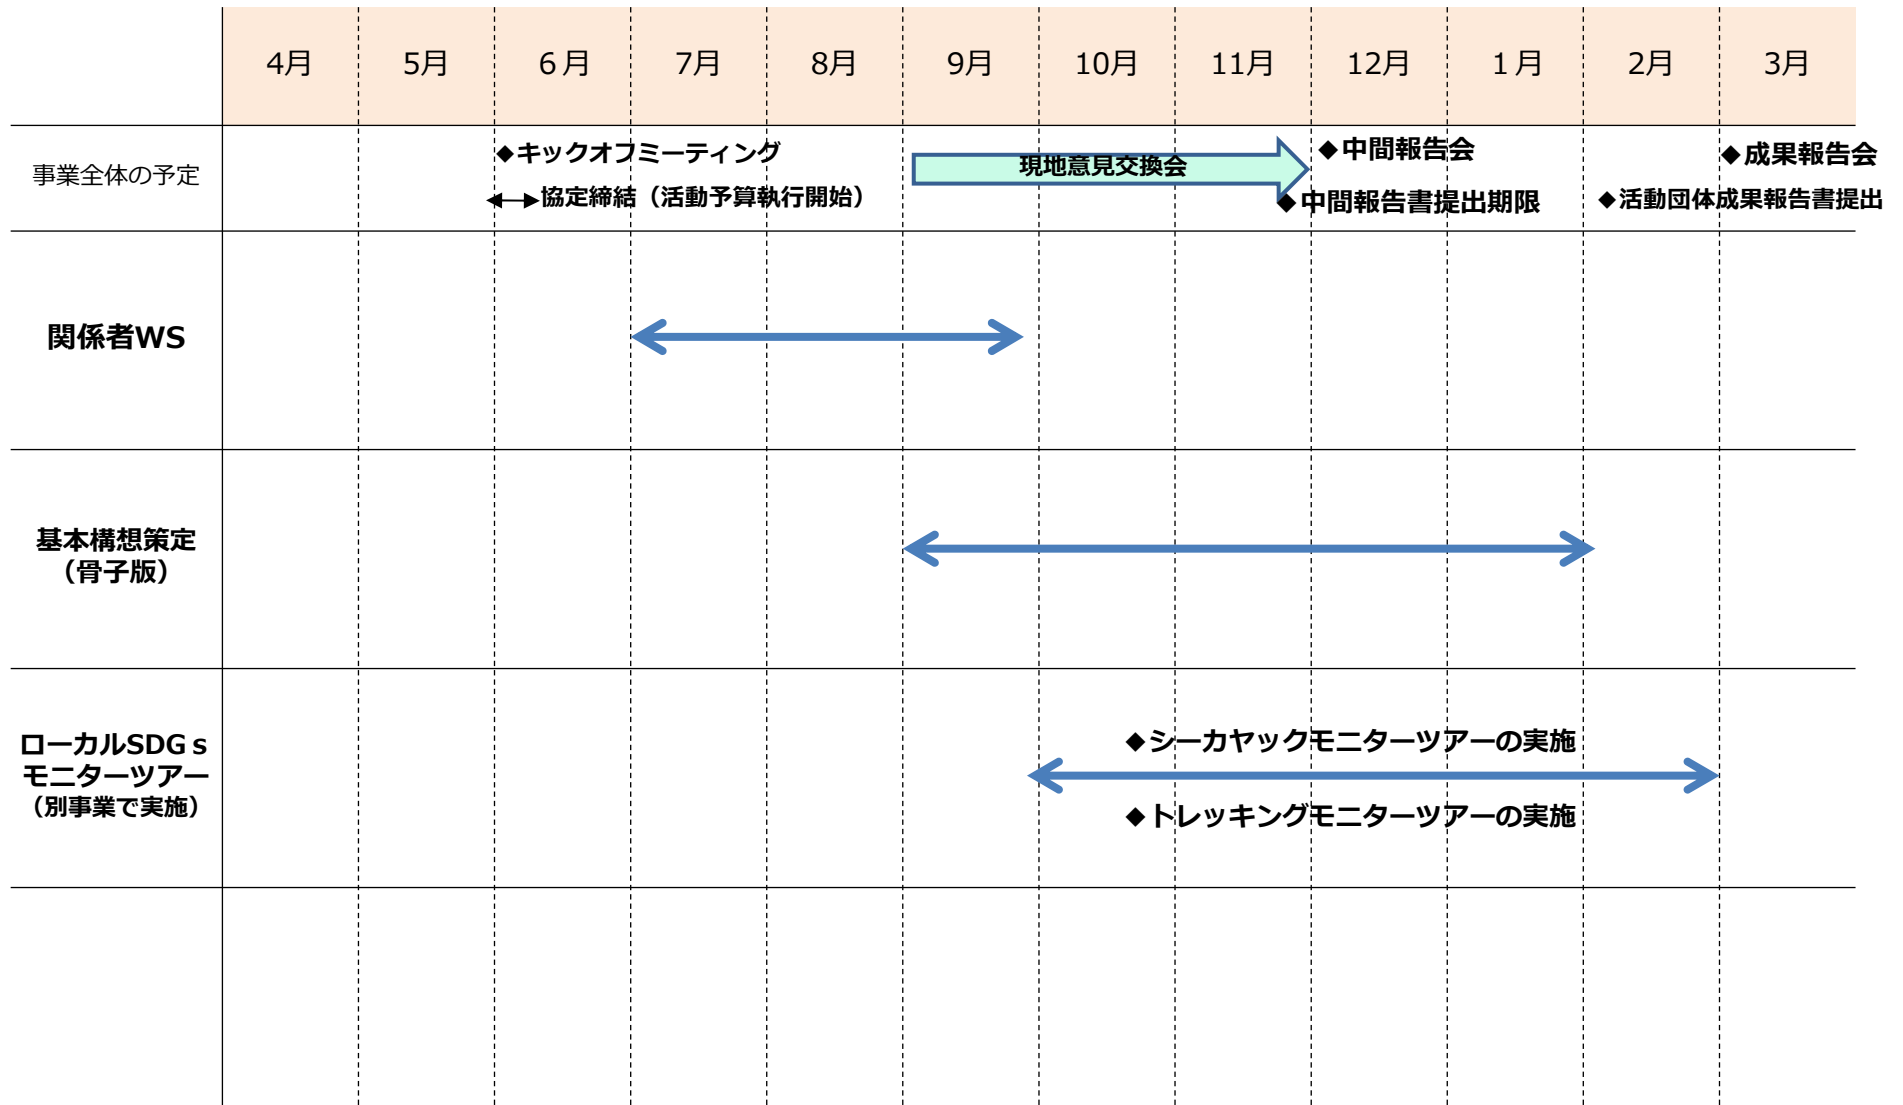 4月 5月 ６月 7月 8月 9月 10月 11月 12月 １月 2月 3月
事業全体の予定
◆キックオフミーティング
現地意見交換会
◆中間報告会
◆成果報告会
協定締結（活動予算執行開始）
◆中間報告書提出期限
◆活動団体成果報告書提出
関係者WS
基本構想策定
（骨子版）
ローカルSDGｓ
モニターツアー
（別事業で実施）
◆シーカヤックモニターツアーの実施
◆トレッキングモニターツアーの実施